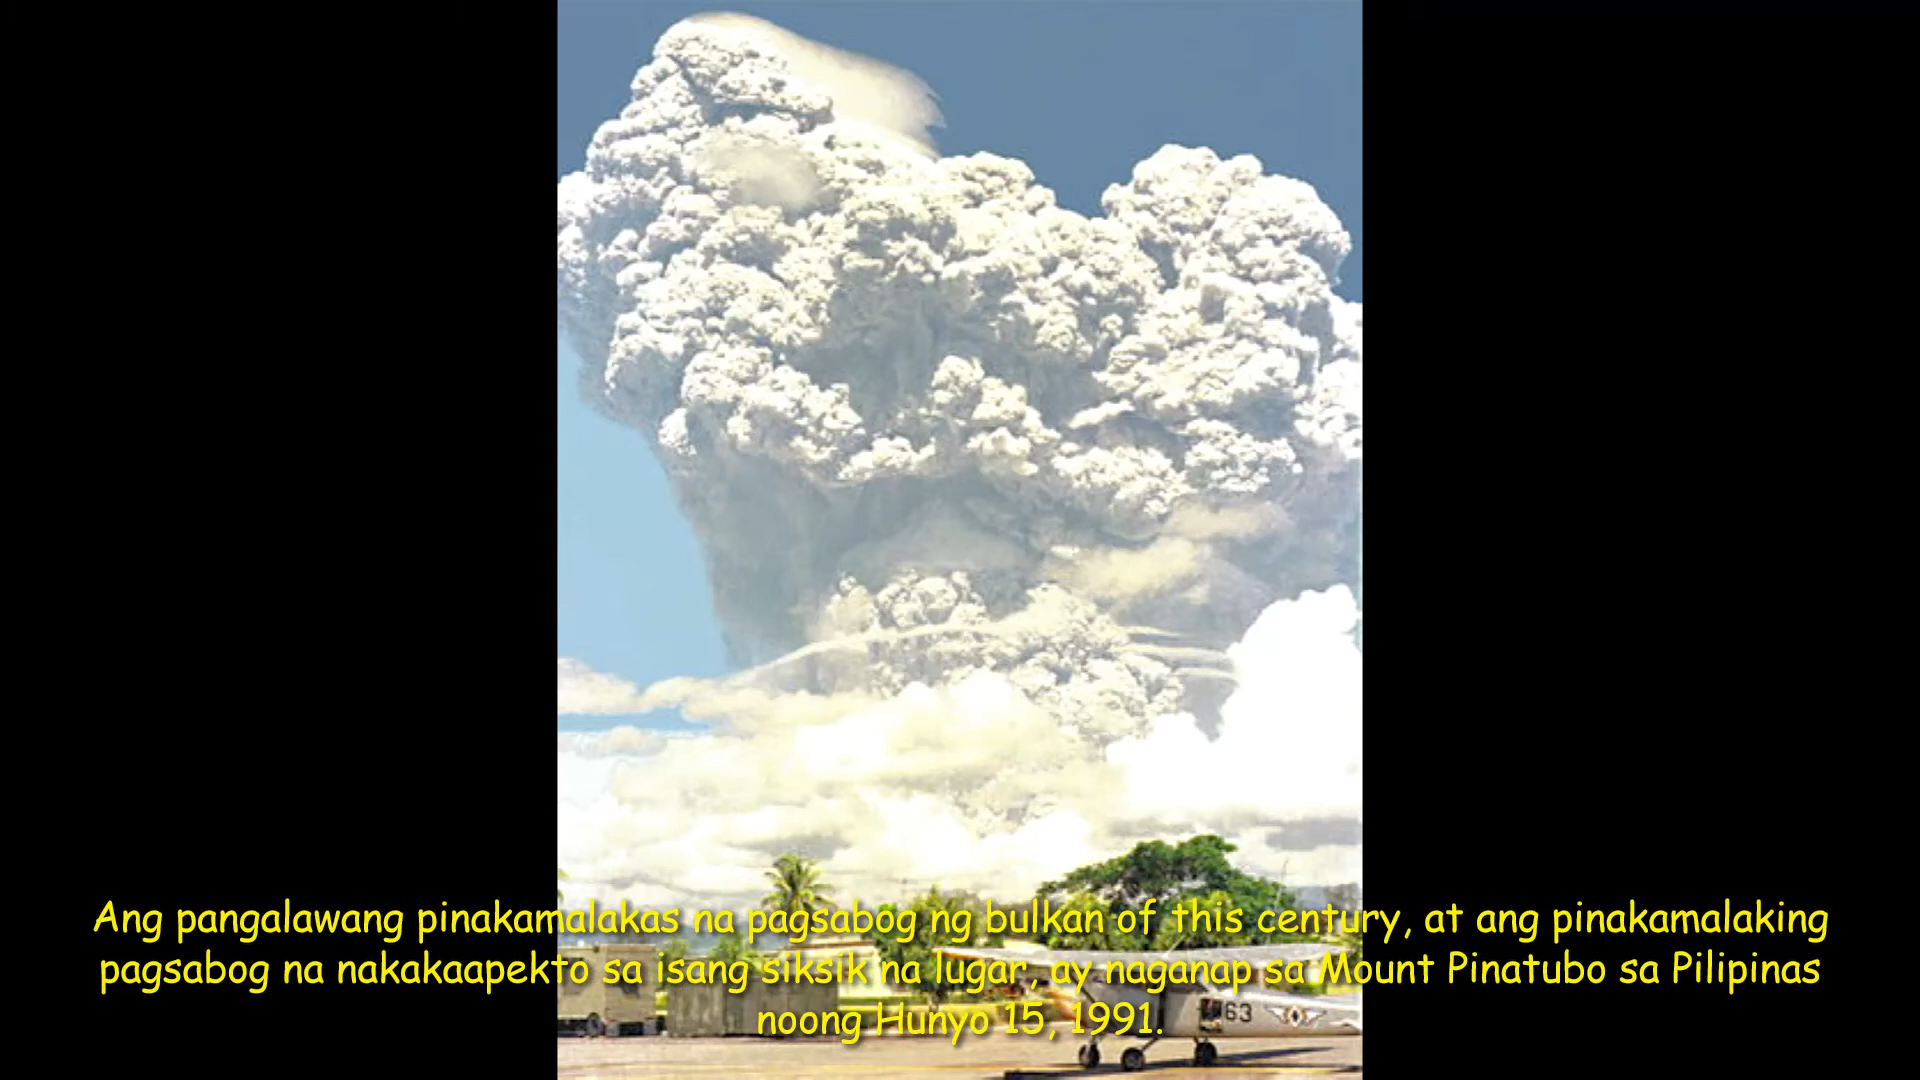 Ang pangalawang pinakamalakas na pagsabog ng bulkan of this century, at ang pinakamalaking
pagsabog na nakakaapekto sa isang siksik na lugar, ay naganap sa Mount Pinatubo sa Pilipinas
noong Hunyo 15, 1991.
63